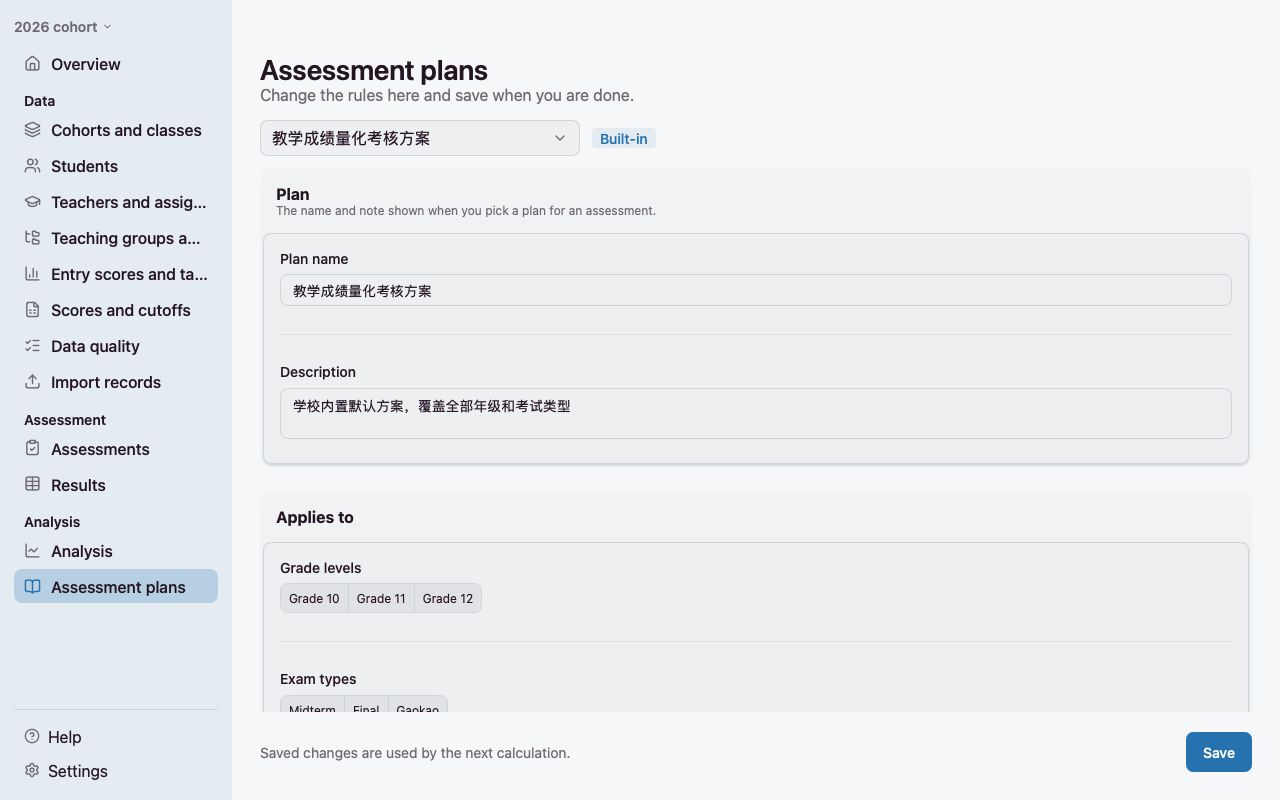 2026 cohort
Overview
Data
Cohorts and classes
Students
Teachers and assig...
Teaching groups a...
Entry scores and ta...
Scores and cutoffs
Data quality
Import records
Assessment
Assessments
Results
Analysis
Analysis
Assessment plans
Help
Settings
Assessment plans
Change the rules here and save when you are done.
教学成绩量化考核方案
Built-in
Plan
The name and note shown when you pick a plan for an assessment.
Plan name
教学成绩量化考核方案
Description
学校内置默认方案，覆盖全部年级和考试类型
Applies to
Grade levels
Grade 10 Grade 11 Grade 12
Exam types
Midterm Final Gaokao
Saved changes are used by the next calculation.
Save